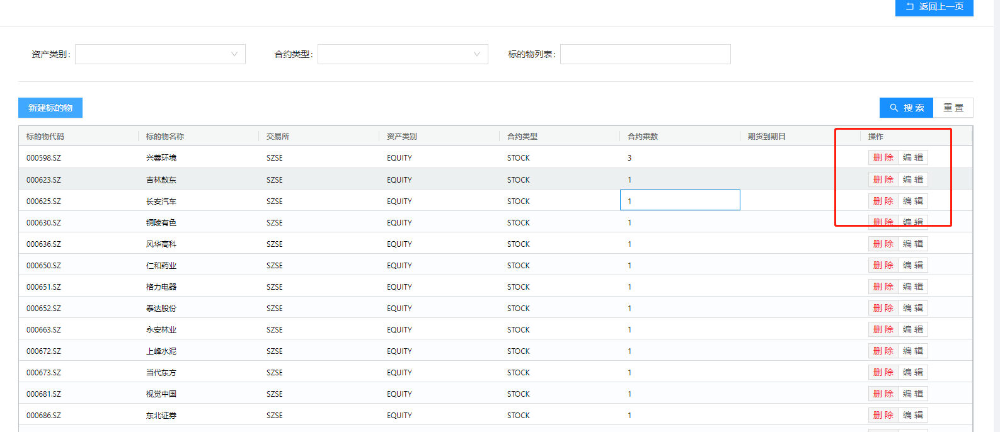 返回上一页
资产类别: 合约类型: 标的物列表:
新建标的物 搜 索 重 置
标的物代码 标的物名称 交易所 资产类别 合约类型 合约乘数 期货到期日 操作
000598.SZ 兴蓉环境 SZSE EQUITY STOCK 3 删 除 编 辑
000623.SZ 吉林敖东 SZSE EQUITY STOCK 1 删 除 编 辑
000625.SZ 长安汽车 SZSE EQUITY STOCK 1 删 除 编 辑
000630.SZ 铜陵有色 SZSE EQUITY STOCK 1 删 除 编 辑
000636.SZ 风华高科 SZSE EQUITY STOCK 1 删 除 编 辑
000650.SZ 仁和药业 SZSE EQUITY STOCK 1 删 除 编 辑
000651.SZ 格力电器 SZSE EQUITY STOCK 1 删 除 编 辑
000652.SZ 泰达股份 SZSE EQUITY STOCK 1 删 除 编 辑
000663.SZ 永安林业 SZSE EQUITY STOCK 1 删 除 编 辑
000672.SZ 上峰水泥 SZSE EQUITY STOCK 1 删 除 编 辑
000673.SZ 当代东方 SZSE EQUITY STOCK 1 删 除 编 辑
000681.SZ 视觉中国 SZSE EQUITY STOCK 1 删 除 编 辑
000686.SZ 东北证券 SZSE EQUITY STOCK 1 删 除 编 辑